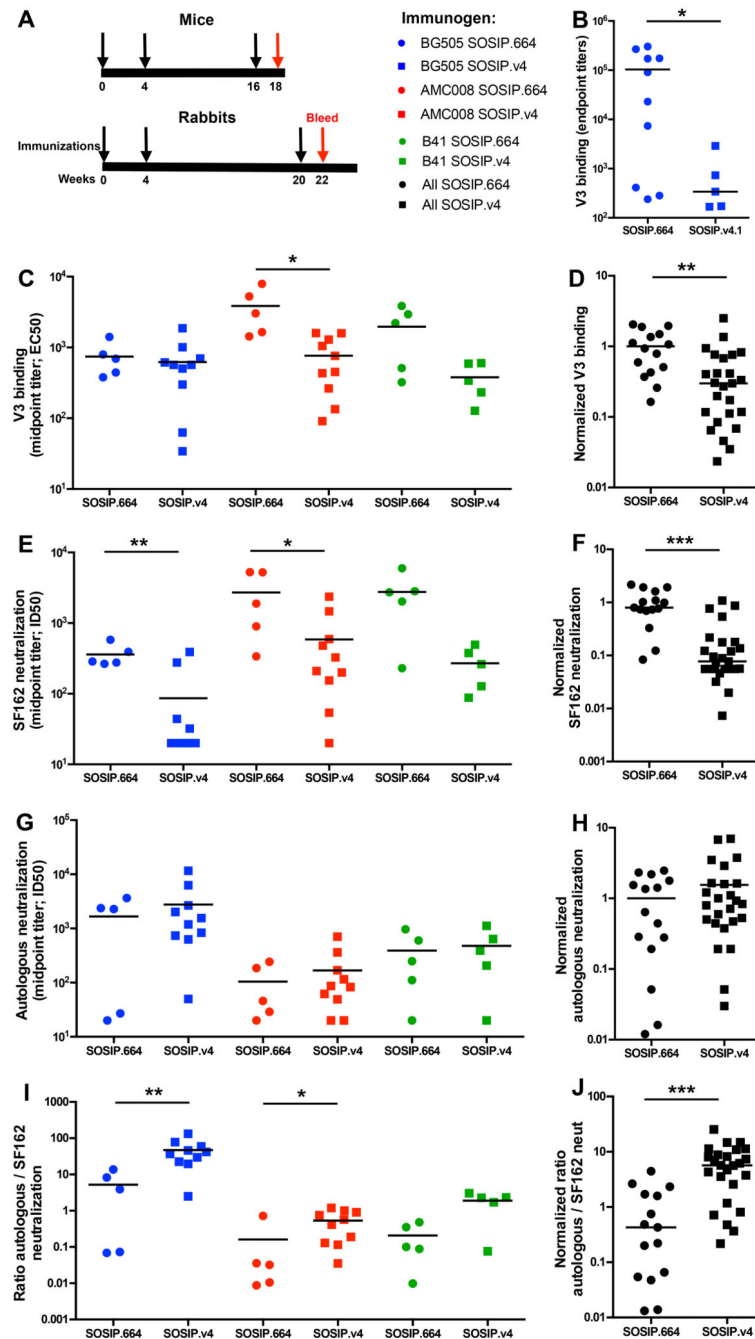 A
Mice
0 4 16 18
Rabbits
Bleed
Immunizations
Weeks 0 4 20 22
Immunogen:
BG505 SOSIP.664
BG505 SOSIP.v4
AMC008 SOSIP.664
AMC008 SOSIP.v4
B41 SOSIP.664
B41 SOSIP.v4
All SOSIP.664
All SOSIP.v4
B
V3 binding (endpoint titers)
10^6
10^5
10^4
10^3
10^2
*
SOSIP.664 SOSIP.v4.1
C
V3 binding
(midpoint titer; EC50)
10^4
10^3
10^2
10^1
*
SOSIP.664 SOSIP.v4 SOSIP.664 SOSIP.v4 SOSIP.664 SOSIP.v4
D
Normalized V3 binding
10
1
0.1
0.01
**
SOSIP.664 SOSIP.v4
E
SF162 neutralization
(midpoint titer; ID50)
10^4
10^3
10^2
10^1
** *
SOSIP.664 SOSIP.v4 SOSIP.664 SOSIP.v4 SOSIP.664 SOSIP.v4
F
Normalized
SF162 neutralization
10
1
0.1
0.01
0.001
***
SOSIP.664 SOSIP.v4
G
Autologous neutralization
(midpoint titer; ID50)
10^5
10^4
10^3
10^2
10^1
SOSIP.664 SOSIP.v4 SOSIP.664 SOSIP.v4 SOSIP.664 SOSIP.v4
H
Normalized
autologous neutralization
10
1
0.1
0.01
SOSIP.664 SOSIP.v4
I
Ratio autologous / SF162
neutralization
1000
100
10
1
0.1
0.01
0.001
** *
SOSIP.664 SOSIP.v4 SOSIP.664 SOSIP.v4 SOSIP.664 SOSIP.v4
J
Normalized ratio
autologous / SF162 neut
100
10
1
0.1
0.01
***
SOSIP.664 SOSIP.v4